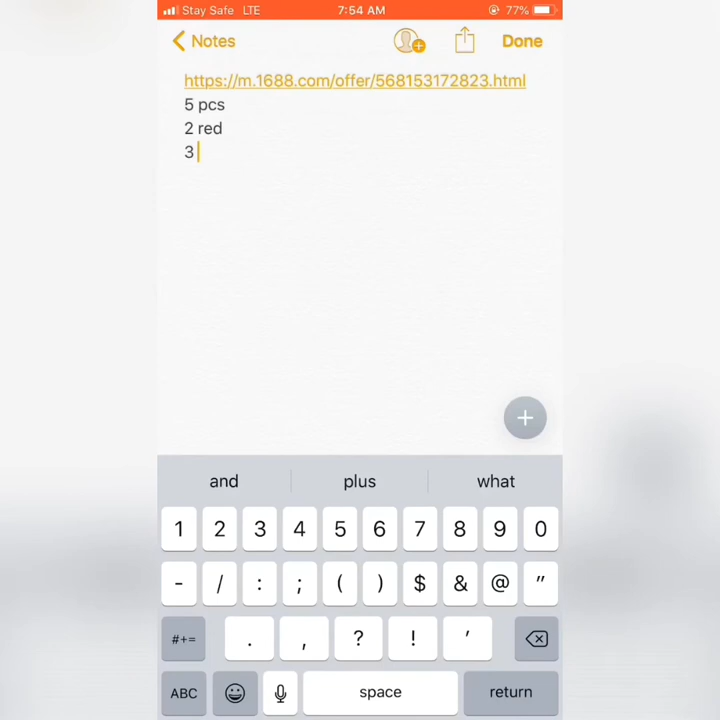 Stay Safe LTE 7:54 AM 77%
Notes Done
https://m.1688.com/offer/568153172823.html
5 pcs
2 red
3
+
and plus what
1 2 3 4 5 6 7 8 9 0
- / : ; ( ) $ & @ "
#+= . , ? ! '
ABC space return